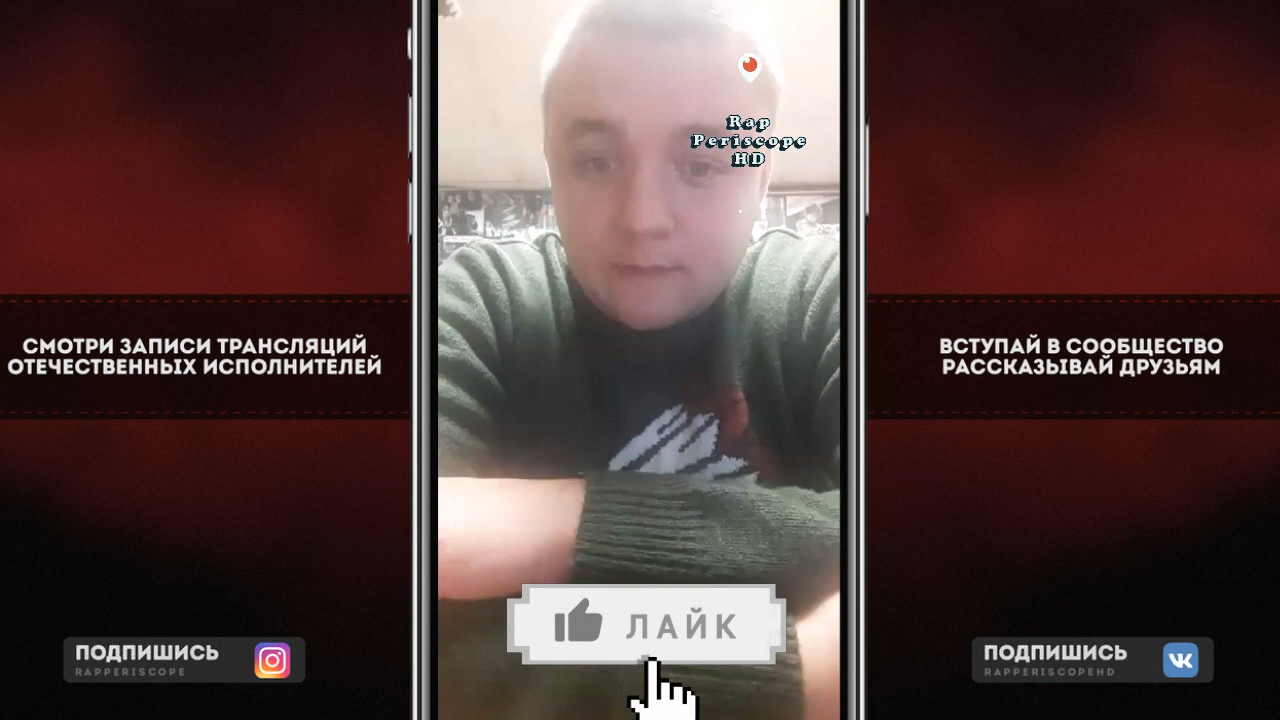 Rap
Periscope
HD
СМОТРИ ЗАПИСИ ТРАНСЛЯЦИЙ
ОТЕЧЕСТВЕННЫХ ИСПОЛНИТЕЛЕЙ
ВСТУПАЙ В СООБЩЕСТВО
РАССКАЗЫВАЙ ДРУЗЬЯМ
ЛАЙК
ПОДПИШИСЬ
RAPPERISCOPE
ПОДПИШИСЬ
RAPPERISCOPEHD